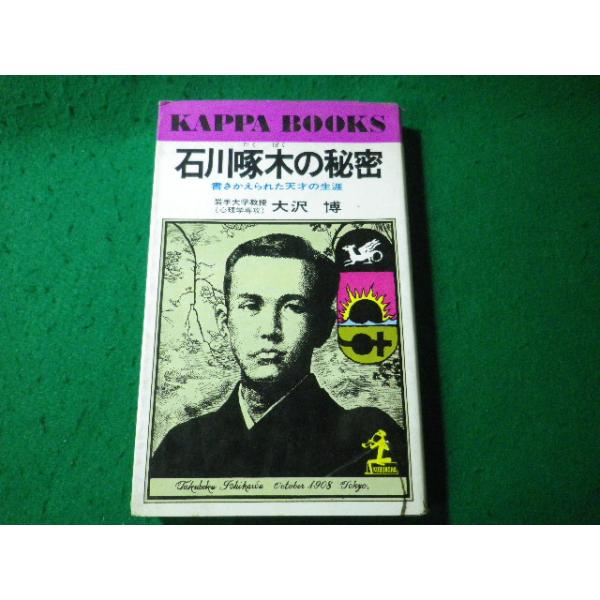 KAPPA BOOKS
たく ぼく
石川啄木の秘密
書きかえられた天才の生涯
岩手大学教授
(心理学専攻) 大沢 博
Takuboku Ishikawa October 1908 Tokyo.
KOBUNSHA